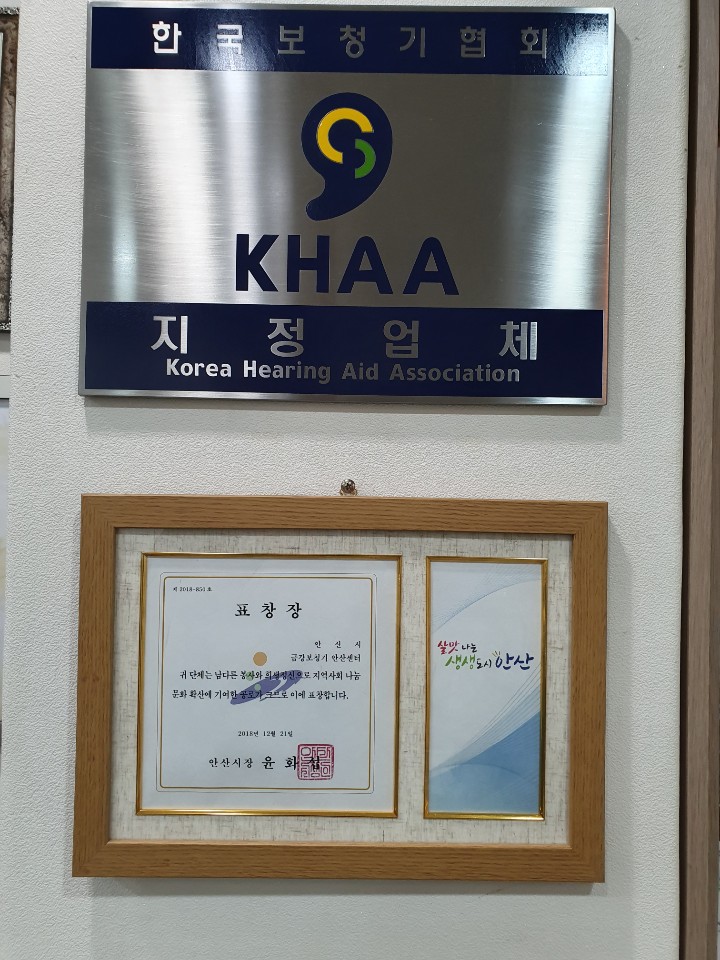 한국보청기협회
KHAA
지정업체
Korea Hearing Aid Association
제 2018-856 호
표창장
안산시
금강보청기 안산센터
귀 단체는 남다른 봉사와 희생정신으로 지역사회 나눔
문화 확산에 기여한 공로가 크므로 이에 표창합니다.
2018년 12월 21일
안산시장 윤화섭
살맛나는
생생도시 안산